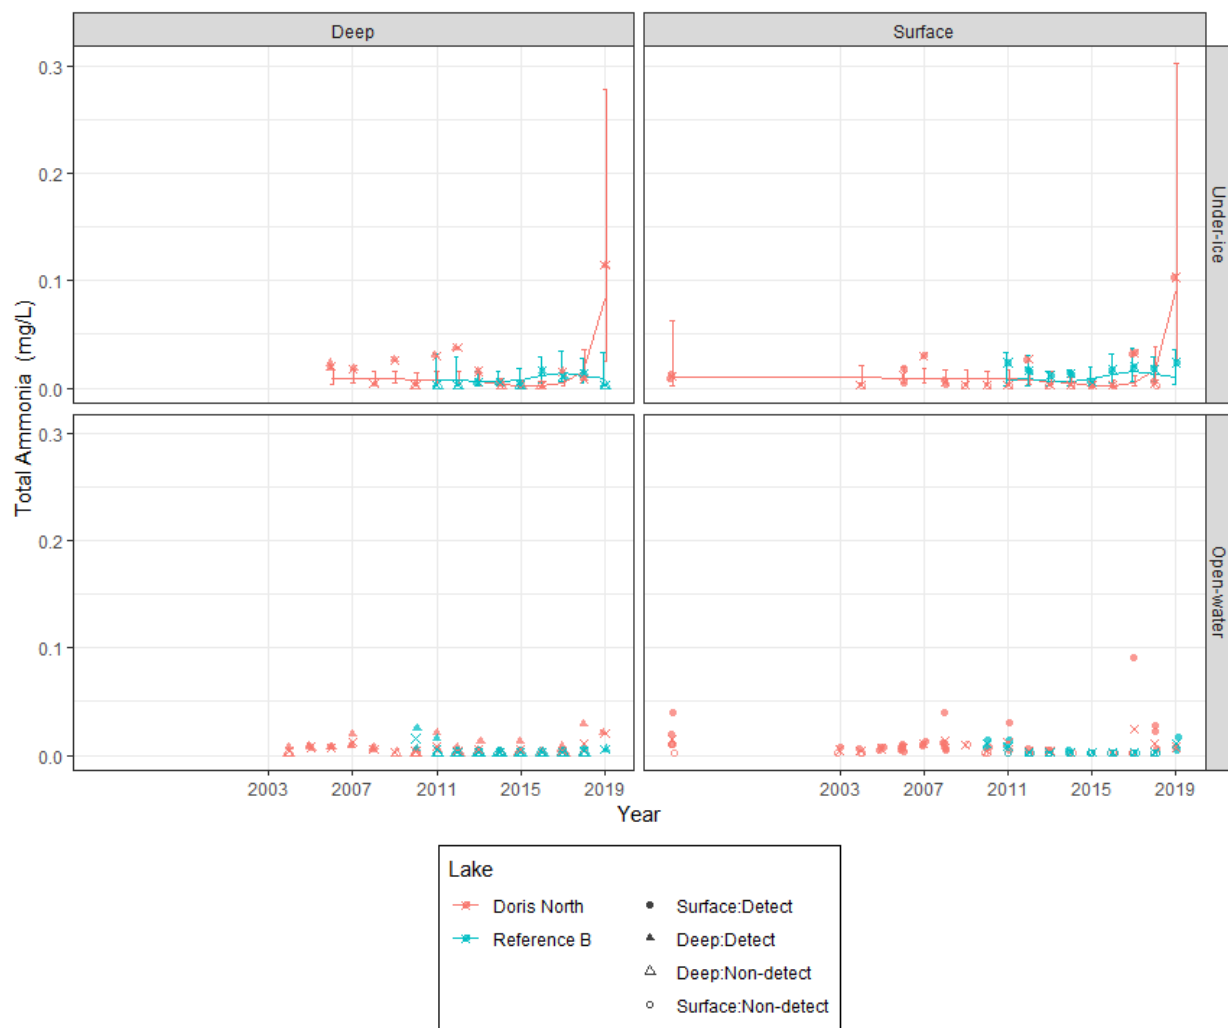 Deep
Surface
0.3
0.2
0.1
0.0
Under-ice
Total Ammonia (mg/L)
0.3
0.2
0.1
0.0
Open-water
2003 2007 2011 2015 2019 2003 2007 2011 2015 2019
Year
Lake
Doris North
Reference B
Surface:Detect
Deep:Detect
Deep:Non-detect
Surface:Non-detect